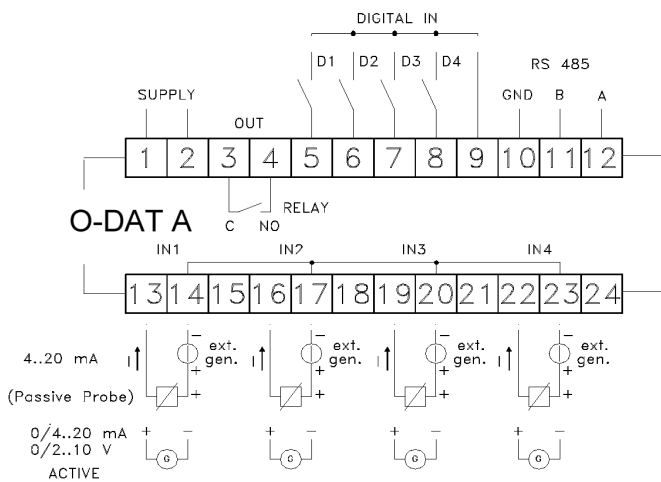 DIGITAL IN
D1 D2 D3 D4
RS 485
SUPPLY
GND B A
OUT
1 2 3 4 5 6 7 8 9 10 11 12
RELAY
C NO
O-DAT A
IN1 IN2 IN3 IN4
13 14 15 16 17 18 19 20 21 22 23 24
− − − −
4..20 mA I ext. gen. I ext. gen. I ext. gen. I ext. gen.
+ + + +
(Passive Probe) + + + +
0/4..20 mA + − + − + − + −
0/2..10 V G G G G
ACTIVE